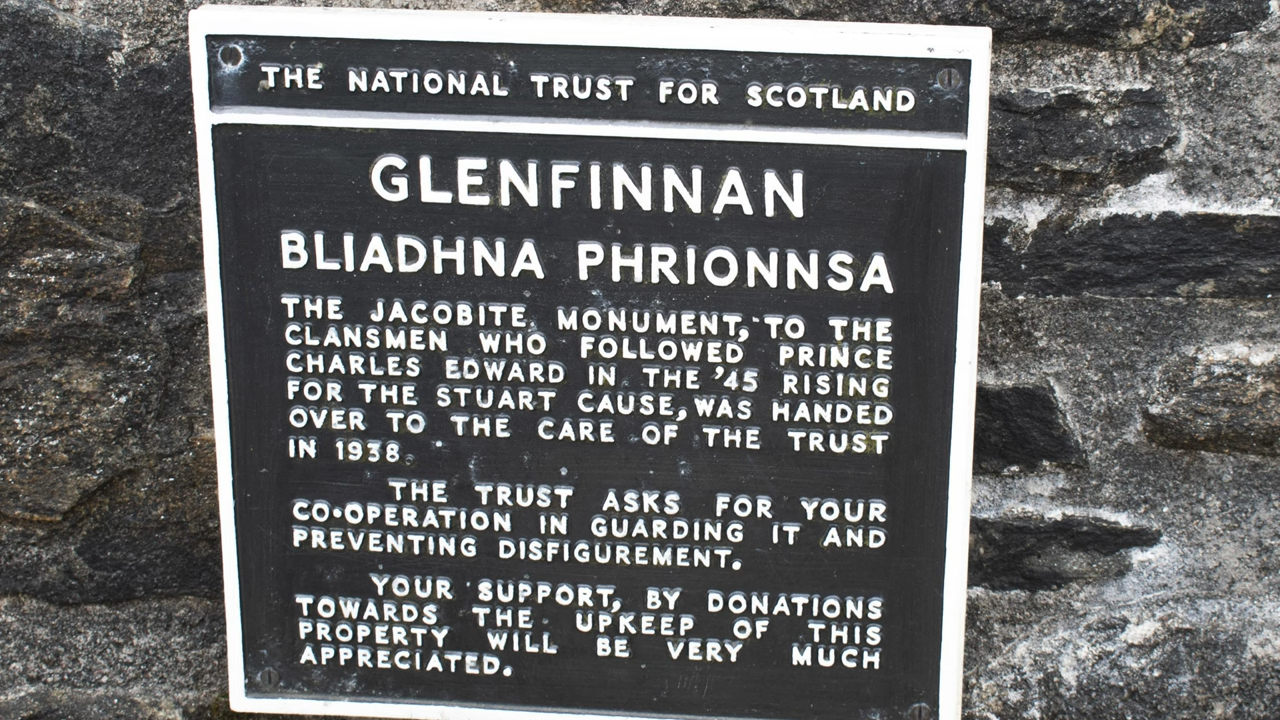 THE NATIONAL TRUST FOR SCOTLAND
GLENFINNAN
BLIADHNA PHRIONNSA
THE JACOBITE MONUMENT, TO THE
CLANSMEN WHO FOLLOWED PRINCE
CHARLES EDWARD IN THE '45 RISING
FOR THE STUART CAUSE, WAS HANDED
OVER TO THE CARE OF THE TRUST
IN 1938.
THE TRUST ASKS FOR YOUR
CO-OPERATION IN GUARDING IT AND
PREVENTING DISFIGUREMENT.
YOUR SUPPORT, BY DONATIONS
TOWARDS THE UPKEEP OF THIS
PROPERTY WILL BE VERY MUCH
APPRECIATED.